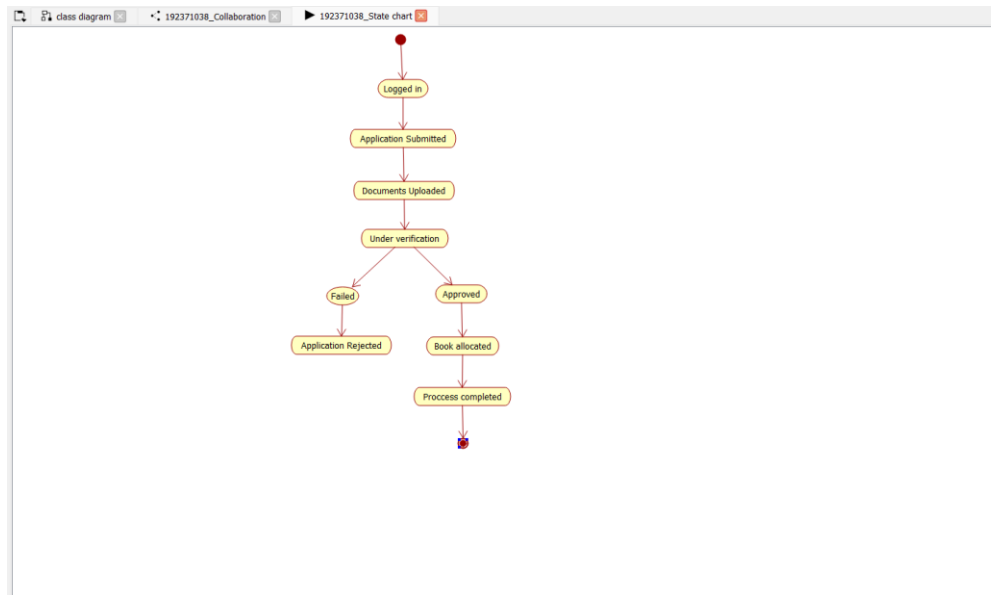 class diagram
192371038_Collaboration
192371038_State chart
Logged in
Application Submitted
Documents Uploaded
Under verification
Failed
Approved
Application Rejected
Book allocated
Proccess completed